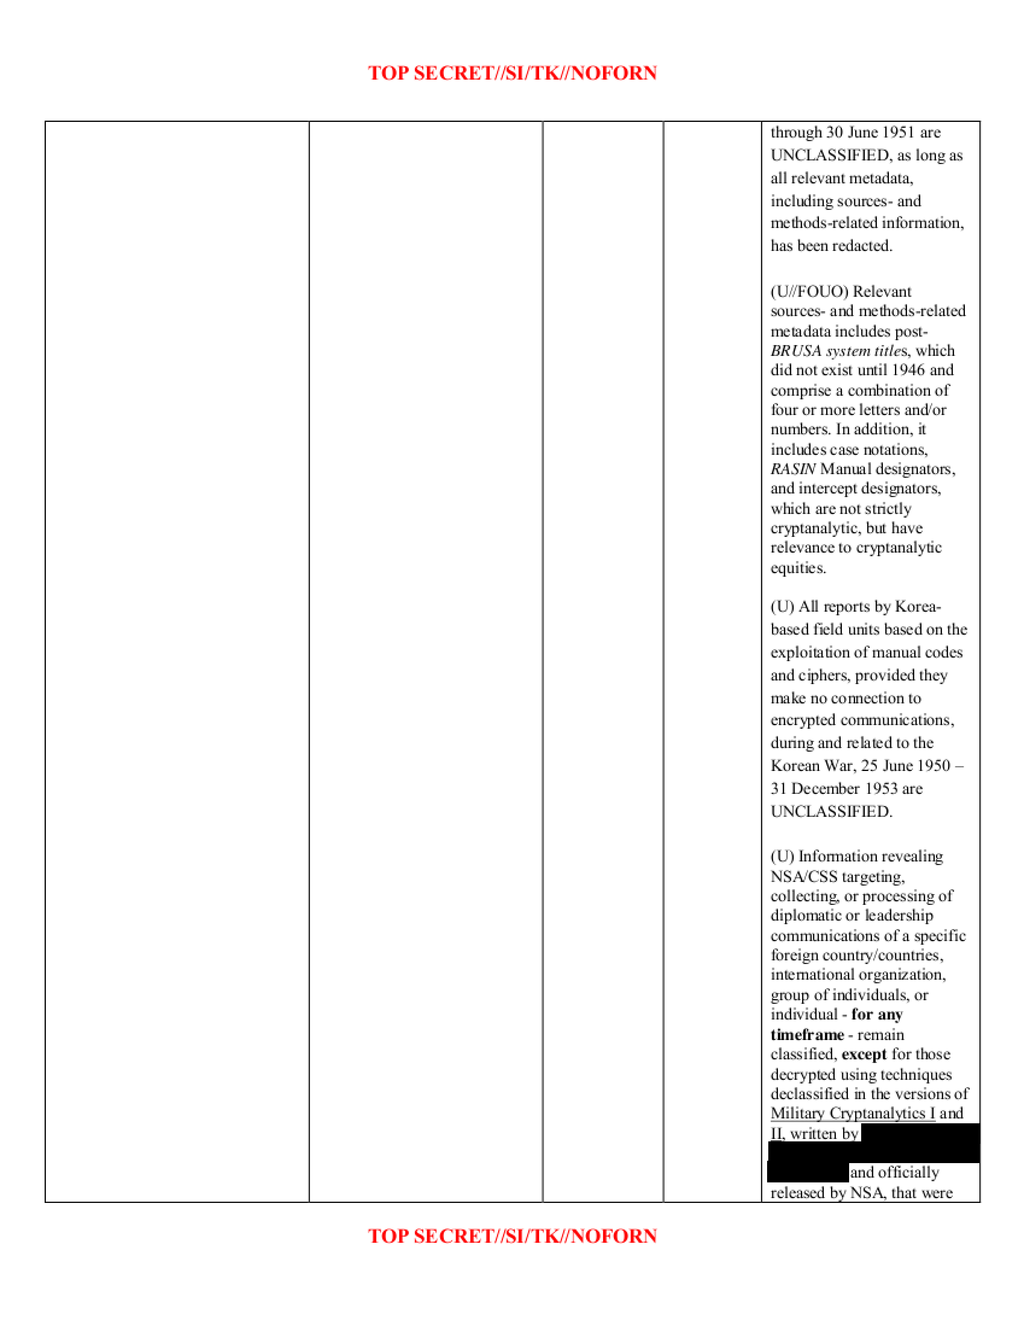 TOP SECRET//SI/TK//NOFORN
through 30 June 1951 are
UNCLASSIFIED, as long as
all relevant metadata,
including sources- and
methods-related information,
has been redacted.
(U//FOUO) Relevant
sources- and methods-related
metadata includes post-
BRUSA system titles, which
did not exist until 1946 and
comprise a combination of
four or more letters and/or
numbers. In addition, it
includes case notations,
RASIN Manual designators,
and intercept designators,
which are not strictly
cryptanalytic, but have
relevance to cryptanalytic
equities.
(U) All reports by Korea-
based field units based on the
exploitation of manual codes
and ciphers, provided they
make no connection to
encrypted communications,
during and related to the
Korean War, 25 June 1950 –
31 December 1953 are
UNCLASSIFIED.
(U) Information revealing
NSA/CSS targeting,
collecting, or processing of
diplomatic or leadership
communications of a specific
foreign country/countries,
international organization,
group of individuals, or
individual - for any
timeframe - remain
classified, except for those
decrypted using techniques
declassified in the versions of
Military Cryptanalytics I and
II, written by
and officially
released by NSA, that were
TOP SECRET//SI/TK//NOFORN